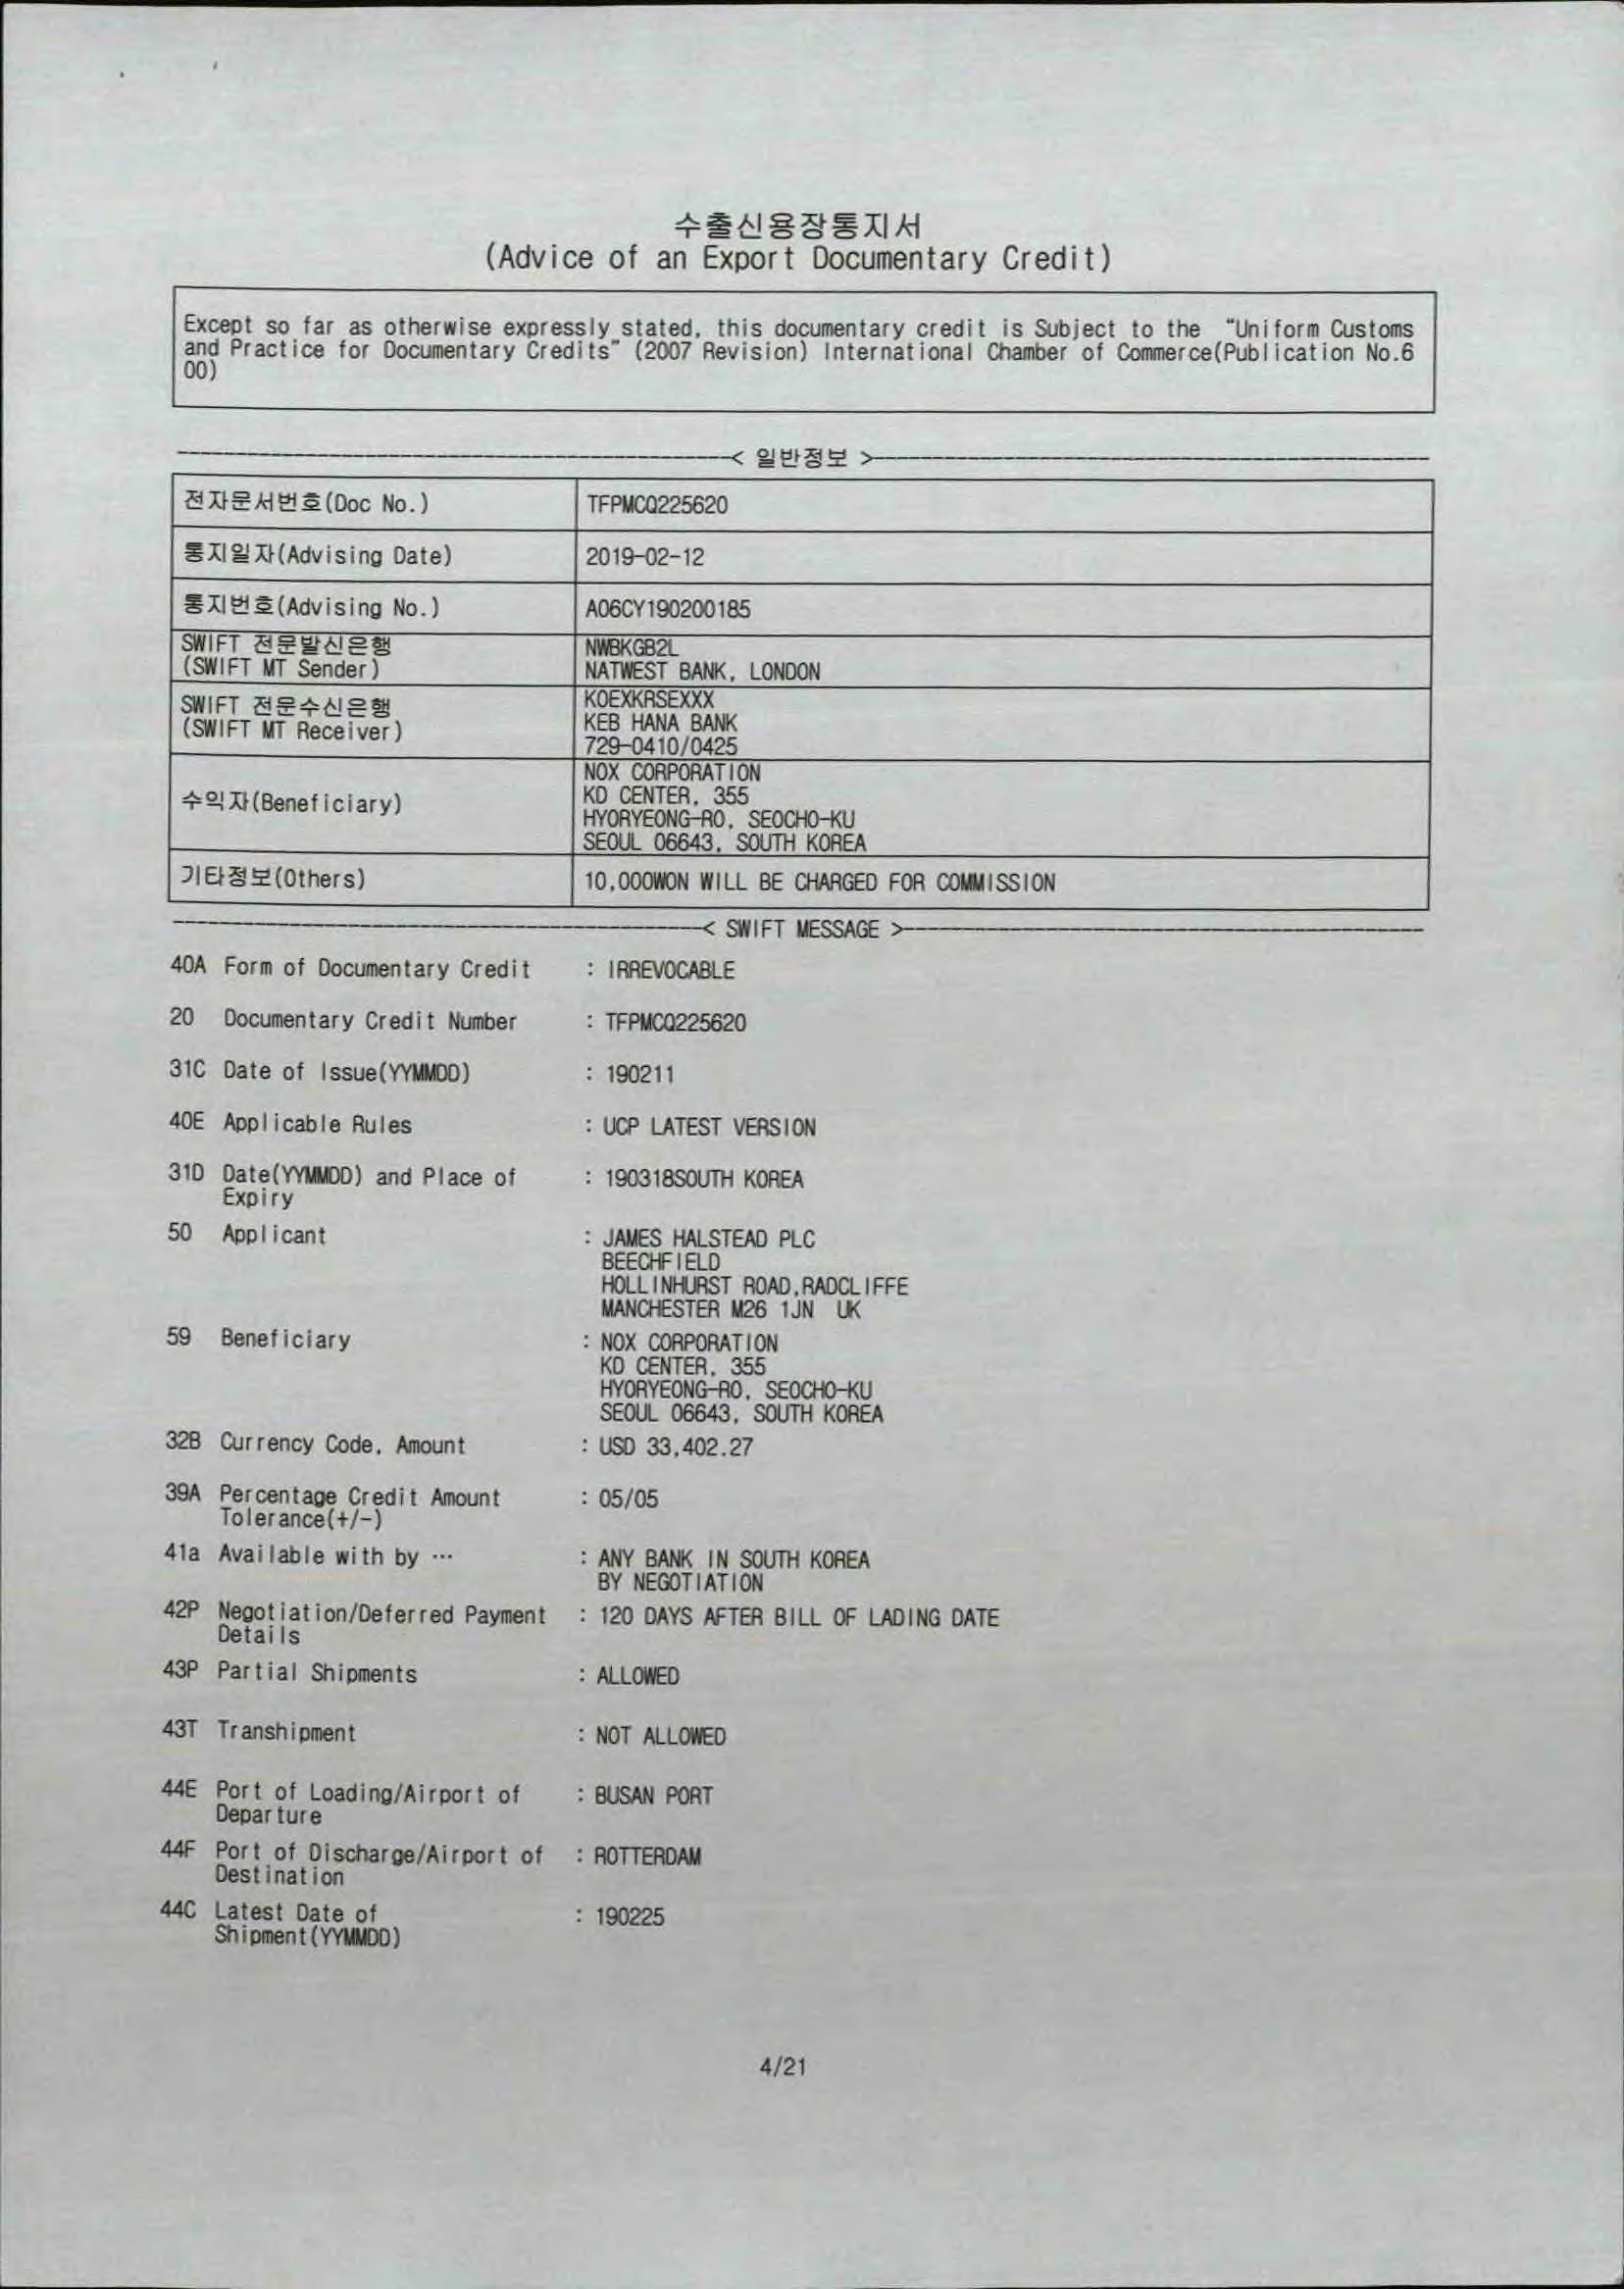 수출신용장통지서
(Advice of an Export Documentary Credit)
Except so far as otherwise expressly stated, this documentary credit is Subject to the "Uniform Customs
and Practice for Documentary Credits" (2007 Revision) International Chamber of Commerce(Publication No.6
00)
< 일반정보 >
전자문서번호(Doc No.) TFPMCQ225620
통지일자(Advising Date) 2019-02-12
통지번호(Advising No.) A06CY190200185
SWIFT 전문발신은행 NWBKGB2L
(SWIFT MT Sender) NATWEST BANK, LONDON
KOEXKRSEXXX
SWIFT 전문수신은행 KEB HANA BANK
(SWIFT MT Receiver) 729-0410/0425
NOX CORPORATION
수익자(Beneficiary) KD CENTER, 355
HYORYEONG-RO, SEOCHO-KU
SEOUL 06643, SOUTH KOREA
기타정보(Others) 10,000WON WILL BE CHARGED FOR COMMISSION
< SWIFT MESSAGE >
40A Form of Documentary Credit : IRREVOCABLE
20 Documentary Credit Number : TFPMCQ225620
31C Date of Issue(YYMMDD) : 190211
40E Applicable Rules : UCP LATEST VERSION
31D Date(YYMMDD) and Place of : 190318SOUTH KOREA
Expiry
50 Applicant : JAMES HALSTEAD PLC
BEECHFIELD
HOLLINHURST ROAD,RADCLIFFE
MANCHESTER M26 1JN UK
59 Beneficiary : NOX CORPORATION
KD CENTER, 355
HYORYEONG-RO, SEOCHO-KU
SEOUL 06643, SOUTH KOREA
32B Currency Code, Amount : USD 33,402.27
39A Percentage Credit Amount : 05/05
Tolerance(+/-)
41a Available with by ··· : ANY BANK IN SOUTH KOREA
BY NEGOTIATION
42P Negotiation/Deferred Payment : 120 DAYS AFTER BILL OF LADING DATE
Details
43P Partial Shipments : ALLOWED
43T Transhipment : NOT ALLOWED
44E Port of Loading/Airport of : BUSAN PORT
Departure
44F Port of Discharge/Airport of : ROTTERDAM
Destination
44C Latest Date of : 190225
Shipment(YYMMDD)
4/21